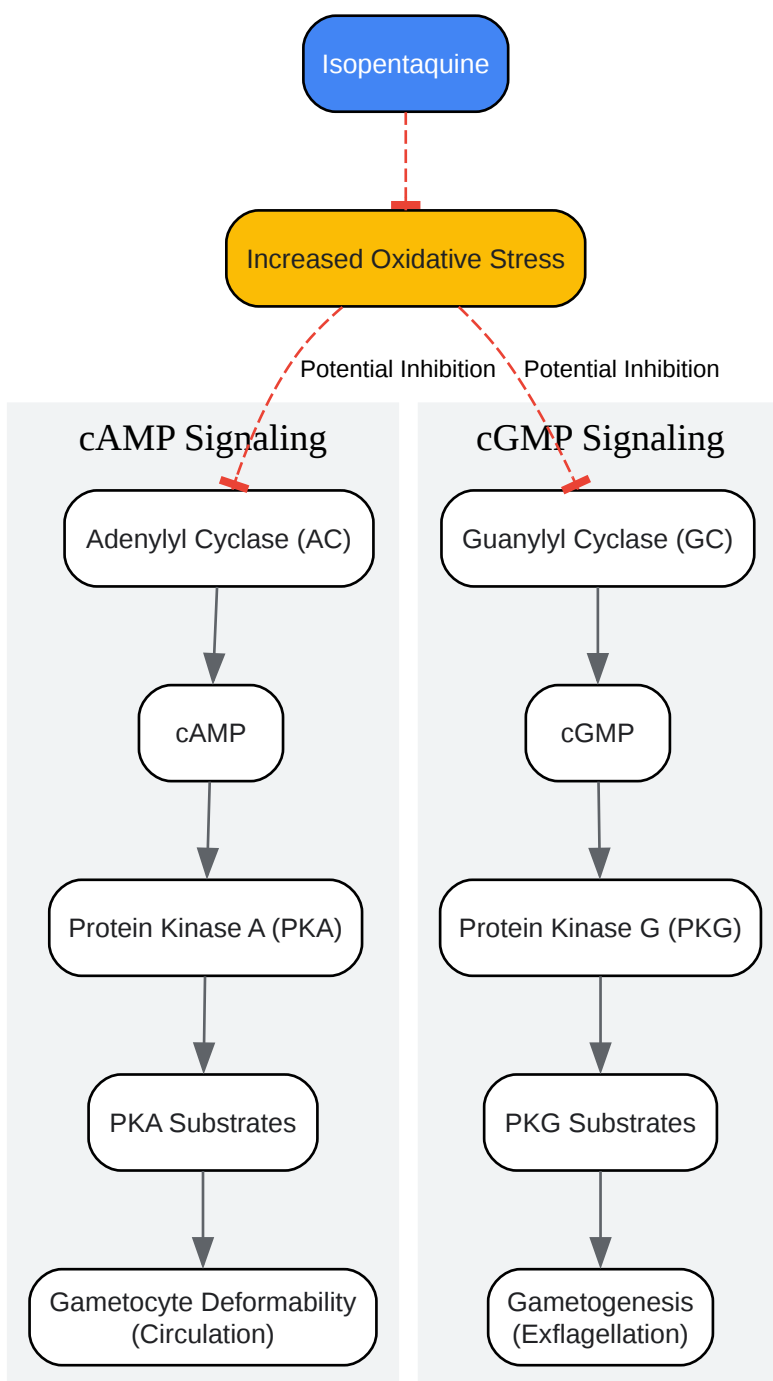 Isopentaquine
Increased Oxidative Stress
Potential Inhibition
Potential Inhibition
cAMP Signaling
cGMP Signaling
Adenylyl Cyclase (AC)
Guanylyl Cyclase (GC)
cAMP
cGMP
Protein Kinase A (PKA)
Protein Kinase G (PKG)
PKA Substrates
PKG Substrates
Gametocyte Deformability
(Circulation)
Gametogenesis
(Exflagellation)